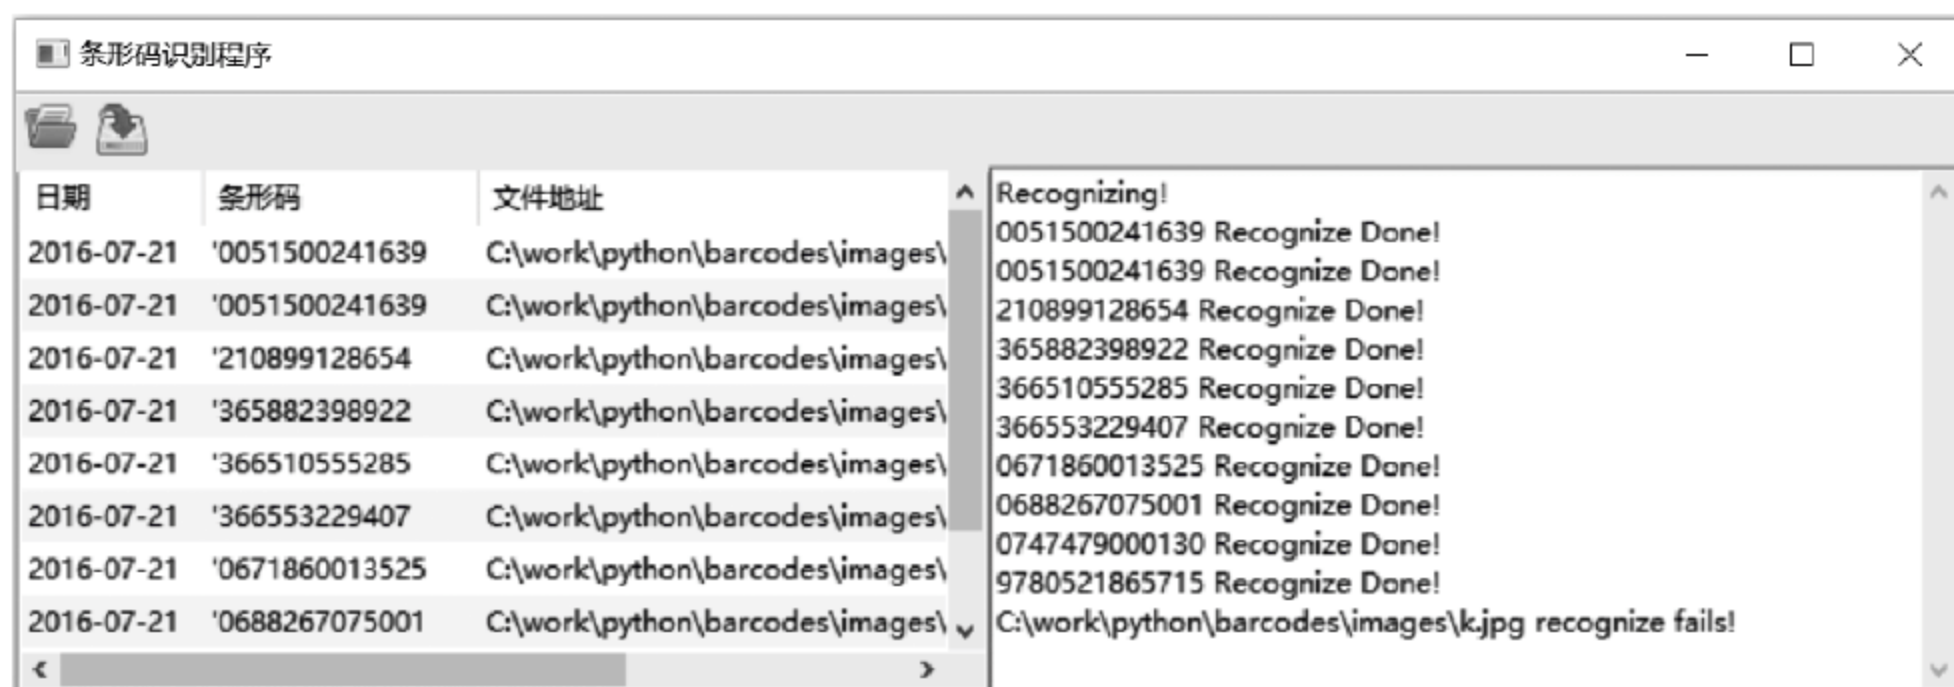 条形码识别程序
日期 条形码 文件地址
2016-07-21 '0051500241639 C:\work\python\barcodes\images\
2016-07-21 '0051500241639 C:\work\python\barcodes\images\
2016-07-21 '210899128654 C:\work\python\barcodes\images\
2016-07-21 '365882398922 C:\work\python\barcodes\images\
2016-07-21 '366510555285 C:\work\python\barcodes\images\
2016-07-21 '366553229407 C:\work\python\barcodes\images\
2016-07-21 '0671860013525 C:\work\python\barcodes\images\
2016-07-21 '0688267075001 C:\work\python\barcodes\images\
Recognizing!
0051500241639 Recognize Done!
0051500241639 Recognize Done!
210899128654 Recognize Done!
365882398922 Recognize Done!
366510555285 Recognize Done!
366553229407 Recognize Done!
0671860013525 Recognize Done!
0688267075001 Recognize Done!
0747479000130 Recognize Done!
9780521865715 Recognize Done!
C:\work\python\barcodes\images\k.jpg recognize fails!